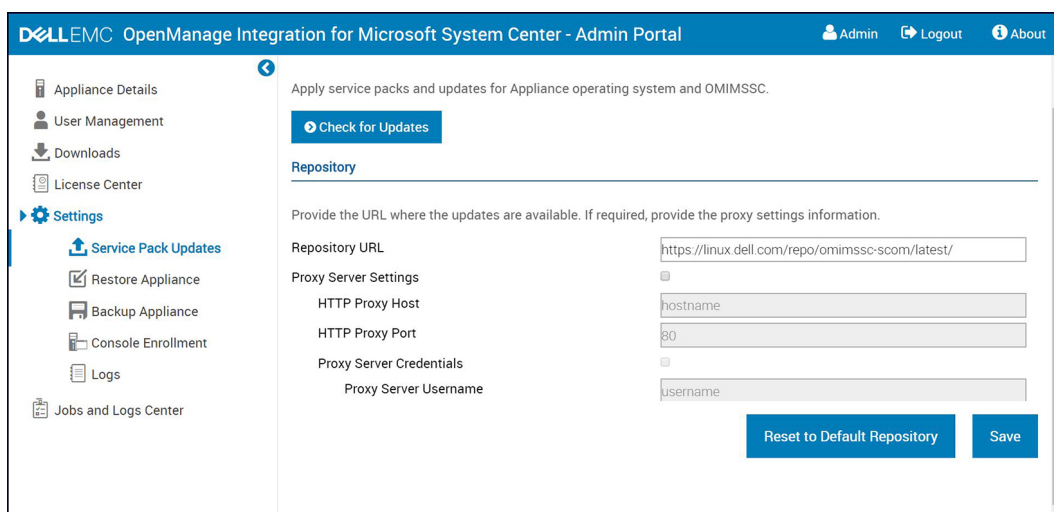 DELLEMC OpenManage Integration for Microsoft System Center - Admin Portal
Admin
Logout
About
Appliance Details
User Management
Downloads
License Center
Settings
Service Pack Updates
Restore Appliance
Backup Appliance
Console Enrollment
Logs
Jobs and Logs Center
Apply service packs and updates for Appliance operating system and OMIMSSC.
Check for Updates
Repository
Provide the URL where the updates are available. If required, provide the proxy settings information.
Repository URL
https://linux.dell.com/repo/omimssc-scom/latest/
Proxy Server Settings
HTTP Proxy Host
hostname
HTTP Proxy Port
80
Proxy Server Credentials
Proxy Server Username
username
Reset to Default Repository
Save